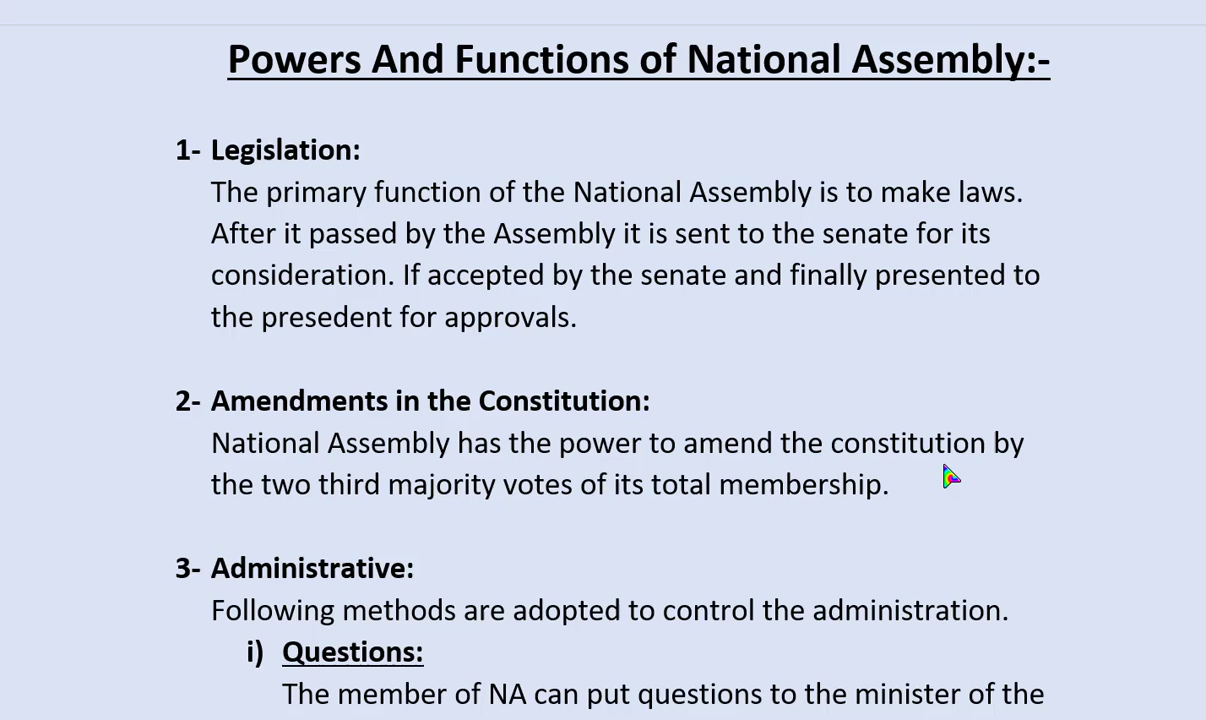 Powers And Functions of National Assembly:-
1- Legislation:
The primary function of the National Assembly is to make laws.
After it passed by the Assembly it is sent to the senate for its
consideration. If accepted by the senate and finally presented to
the presedent for approvals.
2- Amendments in the Constitution:
National Assembly has the power to amend the constitution by
the two third majority votes of its total membership.
3- Administrative:
Following methods are adopted to control the administration.
i) Questions:
The member of NA can put questions to the minister of the